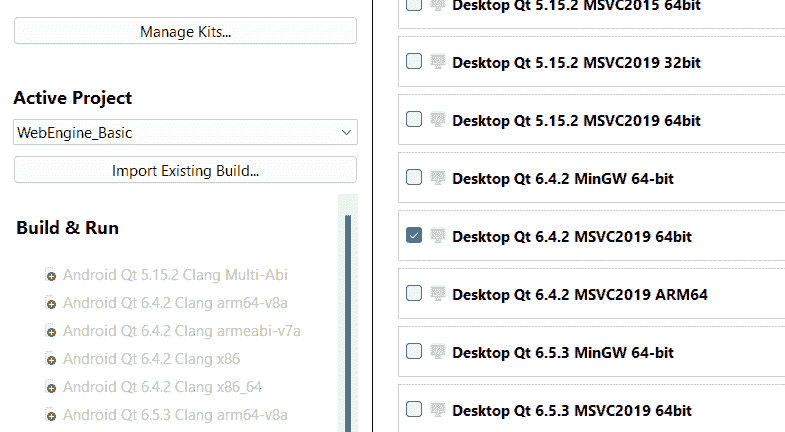 Manage Kits...
Active Project
WebEngine_Basic
Import Existing Build...
Build & Run
Android Qt 5.15.2 Clang Multi-Abi
Android Qt 6.4.2 Clang arm64-v8a
Android Qt 6.4.2 Clang armeabi-v7a
Android Qt 6.4.2 Clang x86
Android Qt 6.4.2 Clang x86_64
Android Qt 6.5.3 Clang arm64-v8a
Desktop Qt 5.15.2 MSVC2015 64bit
Desktop Qt 5.15.2 MSVC2019 32bit
Desktop Qt 5.15.2 MSVC2019 64bit
Desktop Qt 6.4.2 MinGW 64-bit
Desktop Qt 6.4.2 MSVC2019 64bit
Desktop Qt 6.4.2 MSVC2019 ARM64
Desktop Qt 6.5.3 MinGW 64-bit
Desktop Qt 6.5.3 MSVC2019 64bit